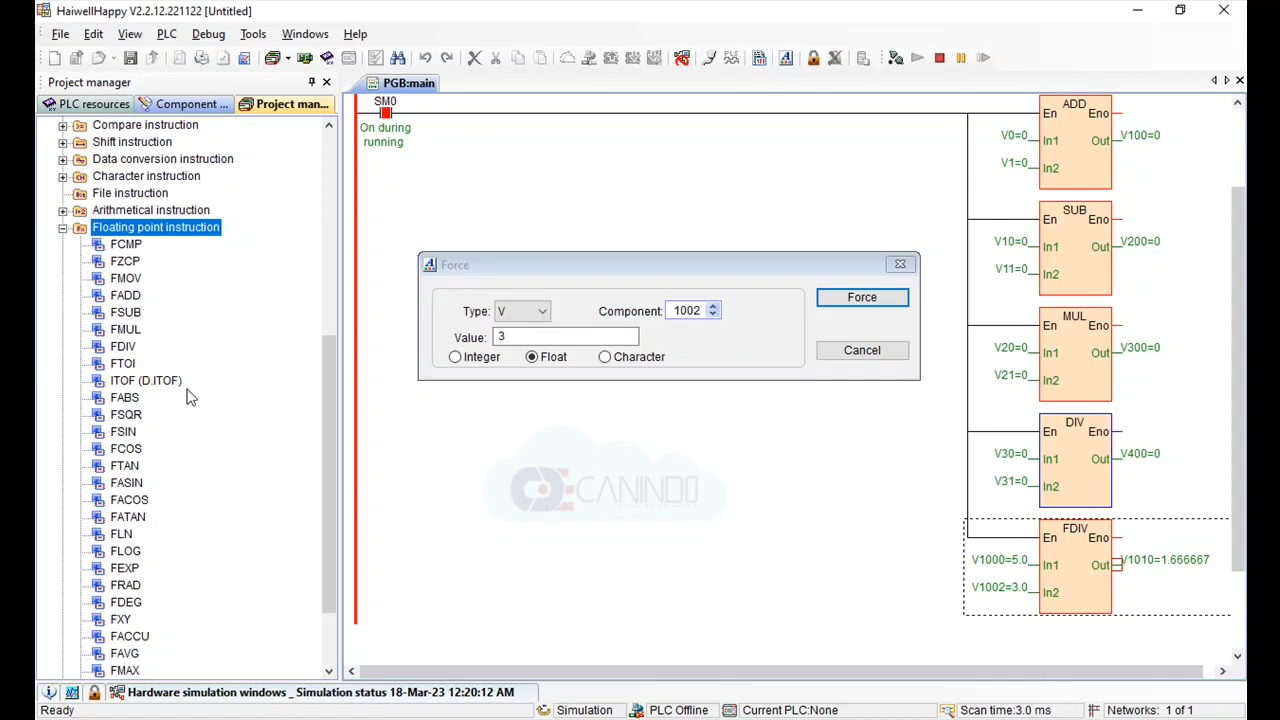 HaiwellHappy V2.2.12.221122 [Untitled]
File Edit View PLC Debug Tools Windows Help
Project manager
PLC resources Component ... Project man...
Compare instruction
Shift instruction
Data conversion instruction
Character instruction
File instruction
Arithmetical instruction
Floating point instruction
FCMP
FZCP
FMOV
FADD
FSUB
FMUL
FDIV
FTOI
ITOF (D.ITOF)
FABS
FSQR
FSIN
FCOS
FTAN
FASIN
FACOS
FATAN
FLN
FLOG
FEXP
FRAD
FDEG
FXY
FACCU
FAVG
FMAX
PGB:main
SM0
On during
running
ADD
En Eno
V0=0 In1 Out V100=0
V1=0 In2
SUB
En Eno
V10=0 In1 Out V200=0
V11=0 In2
MUL
En Eno
V20=0 In1 Out V300=0
V21=0 In2
DIV
En Eno
V30=0 In1 Out V400=0
V31=0 In2
FDIV
En Eno
V1000=5.0 In1 Out V1010=1.666667
V1002=3.0 In2
Force
Type: V Component: 1002 Force
Value: 3
Integer Float Character Cancel
CANINDO
Hardware simulation windows _ Simulation status 18-Mar-23 12:20:12 AM
Ready Simulation PLC Offline Current PLC:None Scan time:3.0 ms Networks: 1 of 1